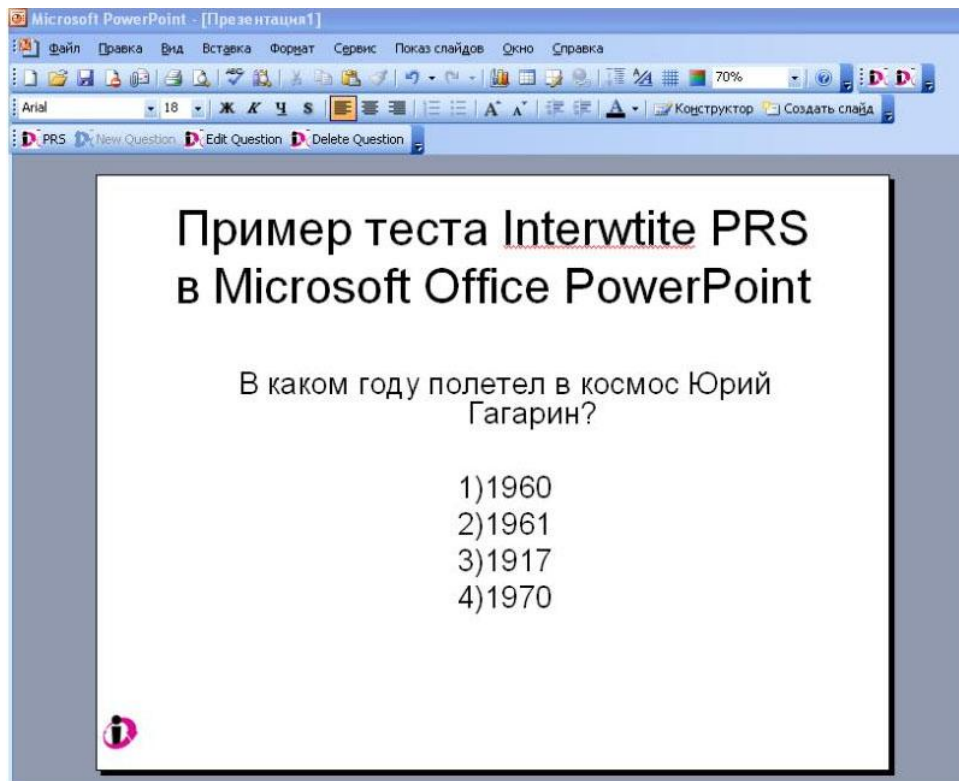 Microsoft PowerPoint - [Презентация1]
Файл Правка Вид Вставка Формат Сервис Показ слайдов Окно Справка
70%
Arial 18 Ж К Ч S Конструктор Создать слайд
PRS New Question Edit Question Delete Question
Пример теста Interwtite PRS
в Microsoft Office PowerPoint
В каком году полетел в космос Юрий
Гагарин?
1)1960
2)1961
3)1917
4)1970